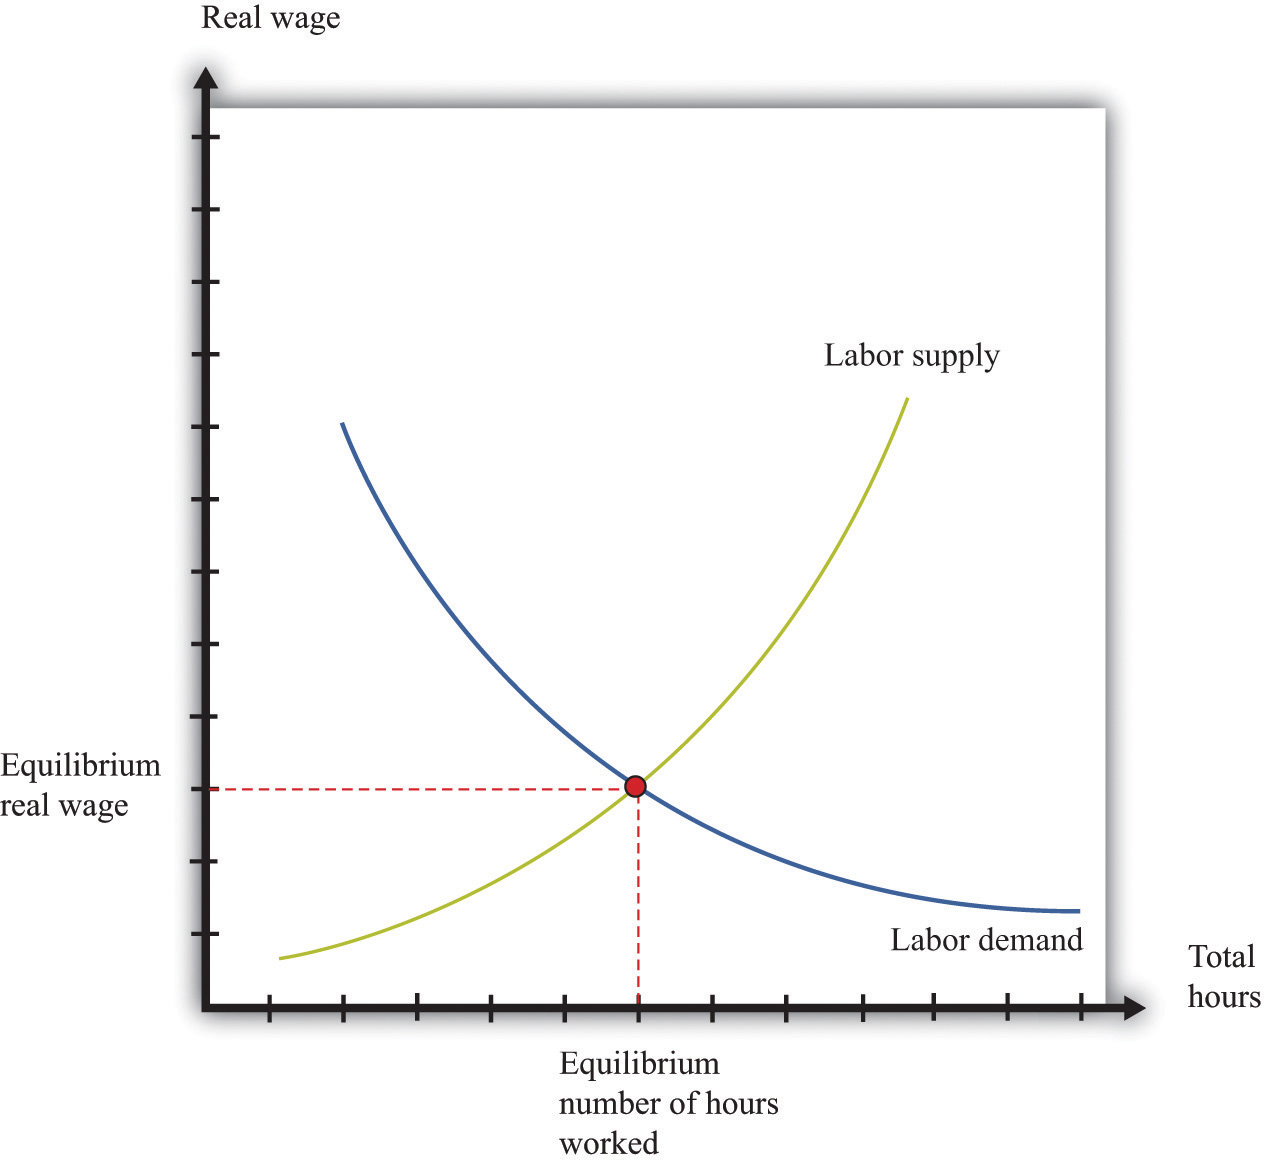 Real wage
Labor supply
Equilibrium
real wage
Labor demand
Total
hours
Equilibrium
number of hours
worked